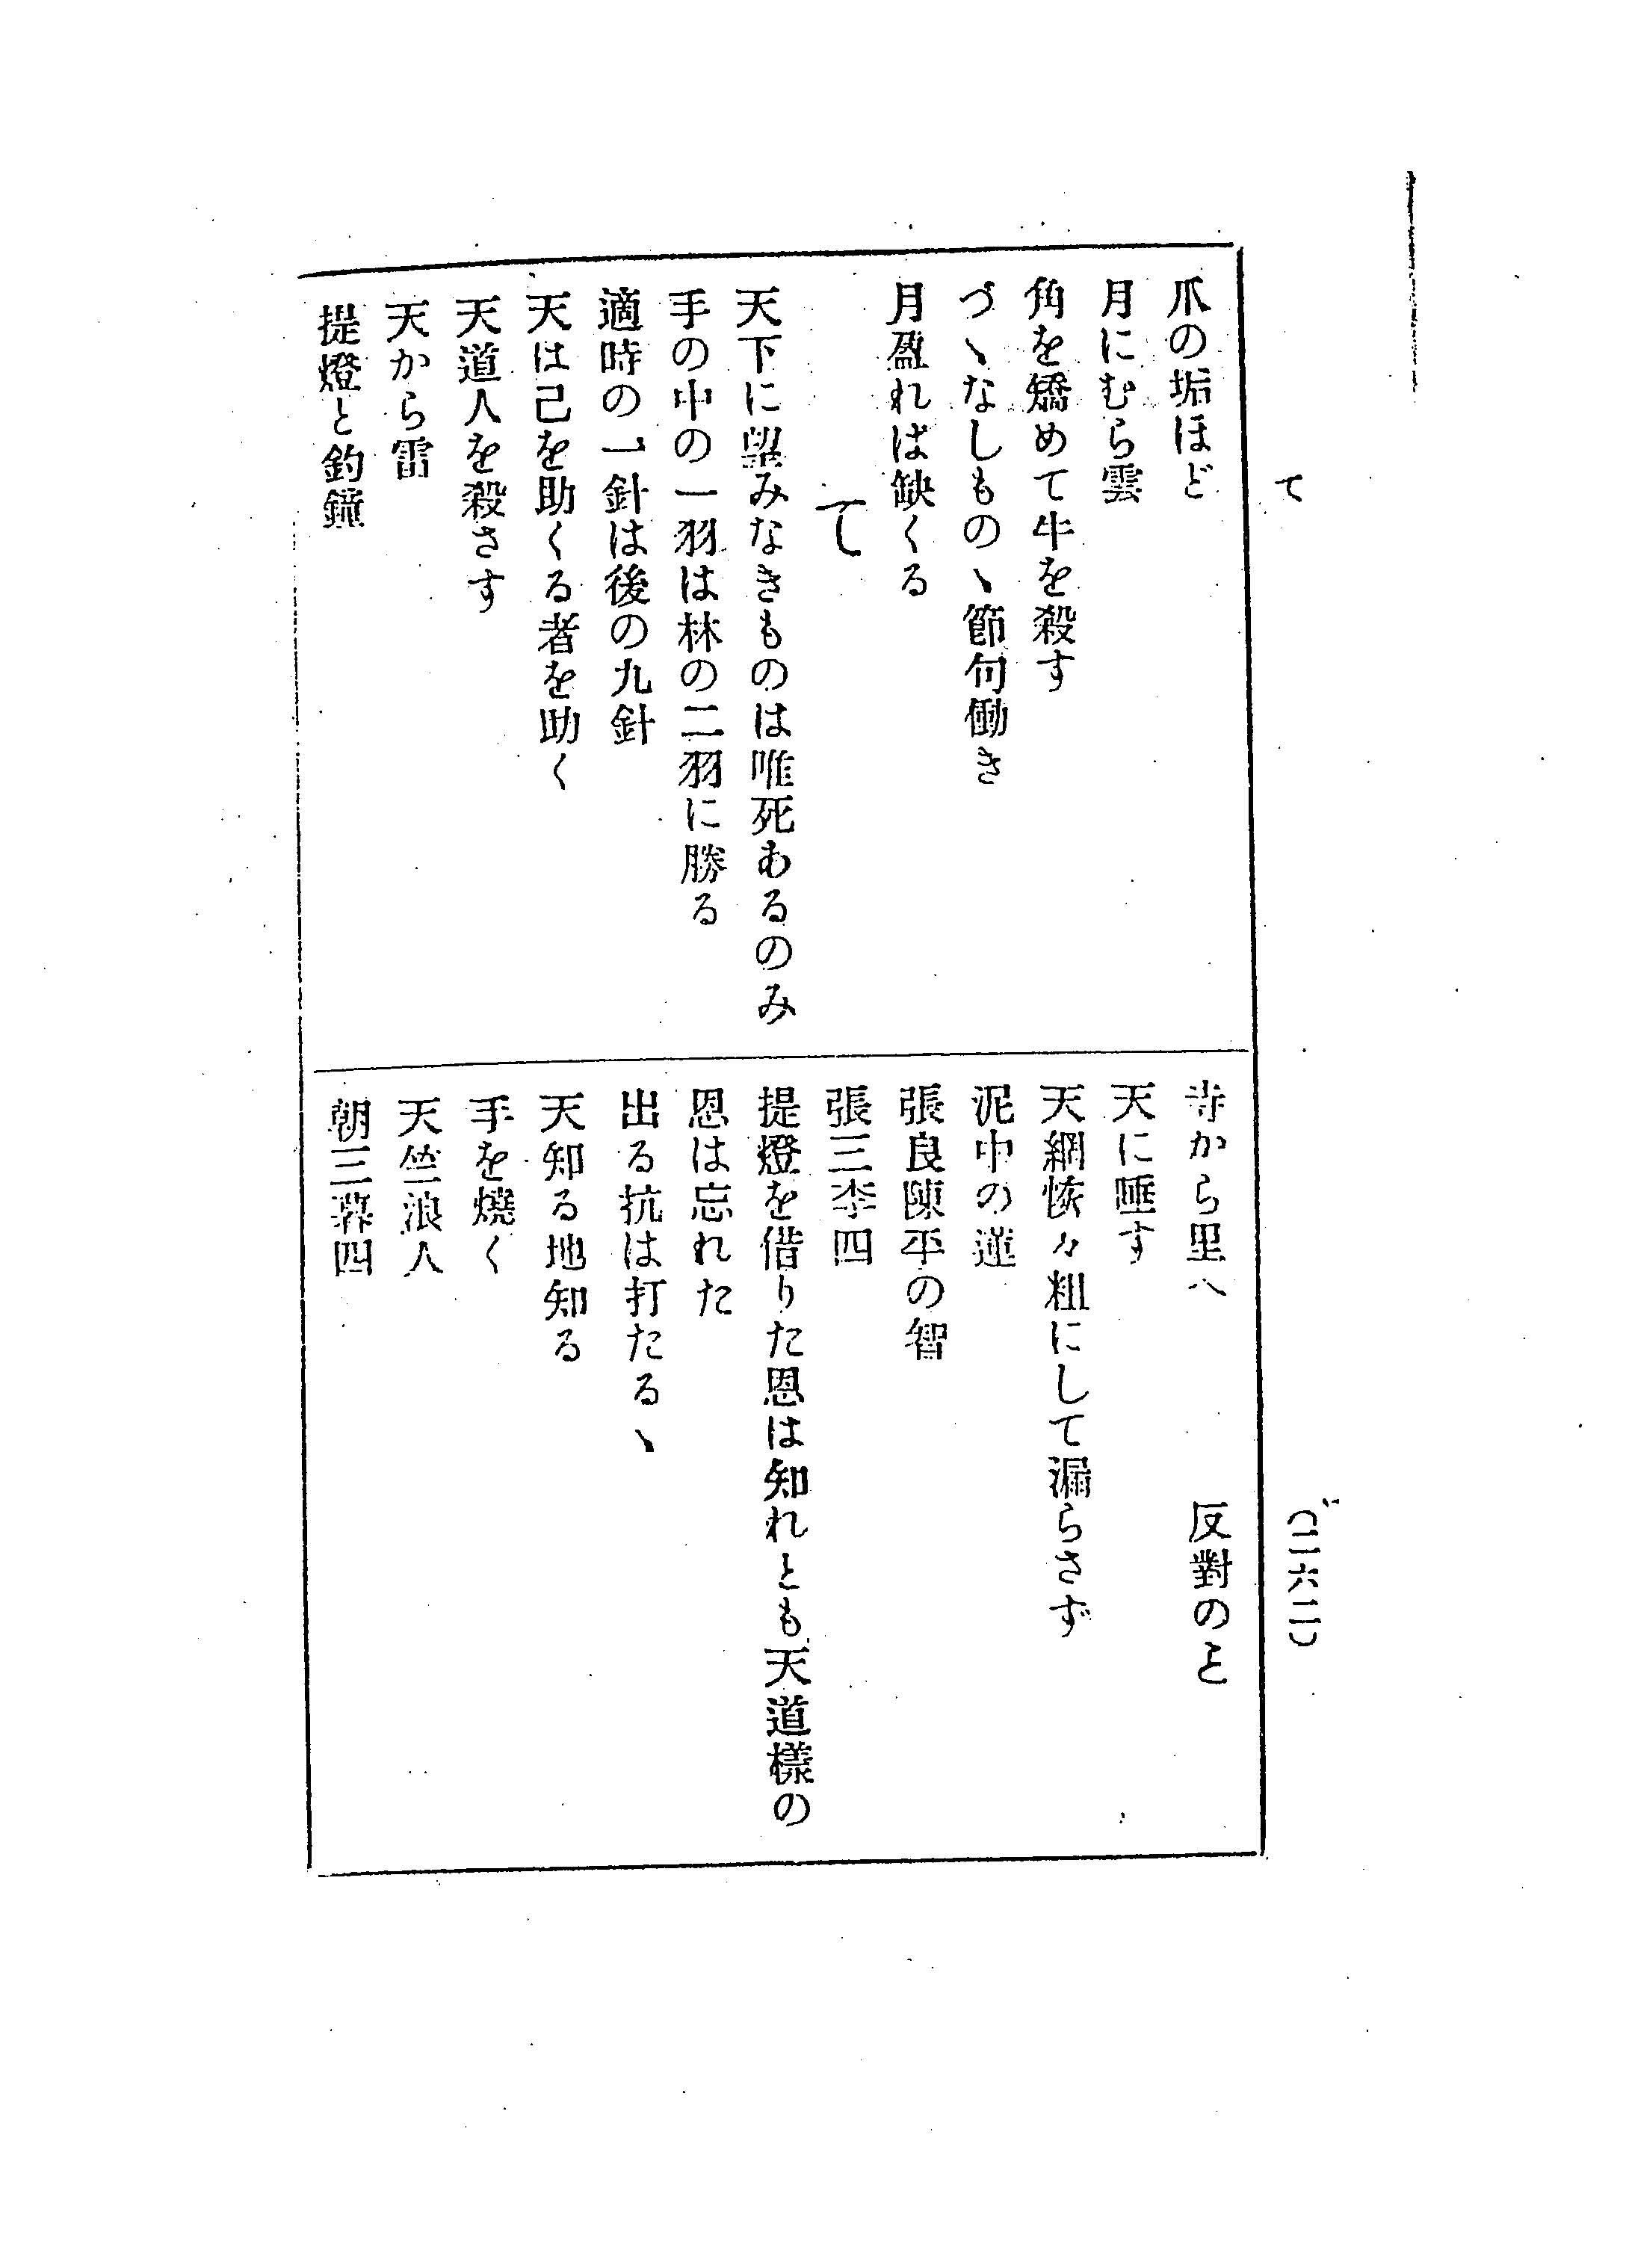 て
(二六二)
爪の垢ほど
月にむら雲
角を矯めて牛を殺す
づゝなしものゝ節句働き
月盈れば缺くる
て
天下に望みなきものは唯死あるのみ
手の中の一羽は林の二羽に勝る
適時の一針は後の九針
天は己を助くる者を助く
天道人を殺さす
天から雷
提燈と釣鐘
寺から里へ 反對のこと
天に唾す
天網恢々粗にして漏らさず
泥中の蓮
張良陳平の智
張三李四
提燈を借りた恩は知れとも天道様の
恩は忘れた
出る抗は打たるゝ
天知る地知る
手を燒く
天竺浪人
朝三暮四